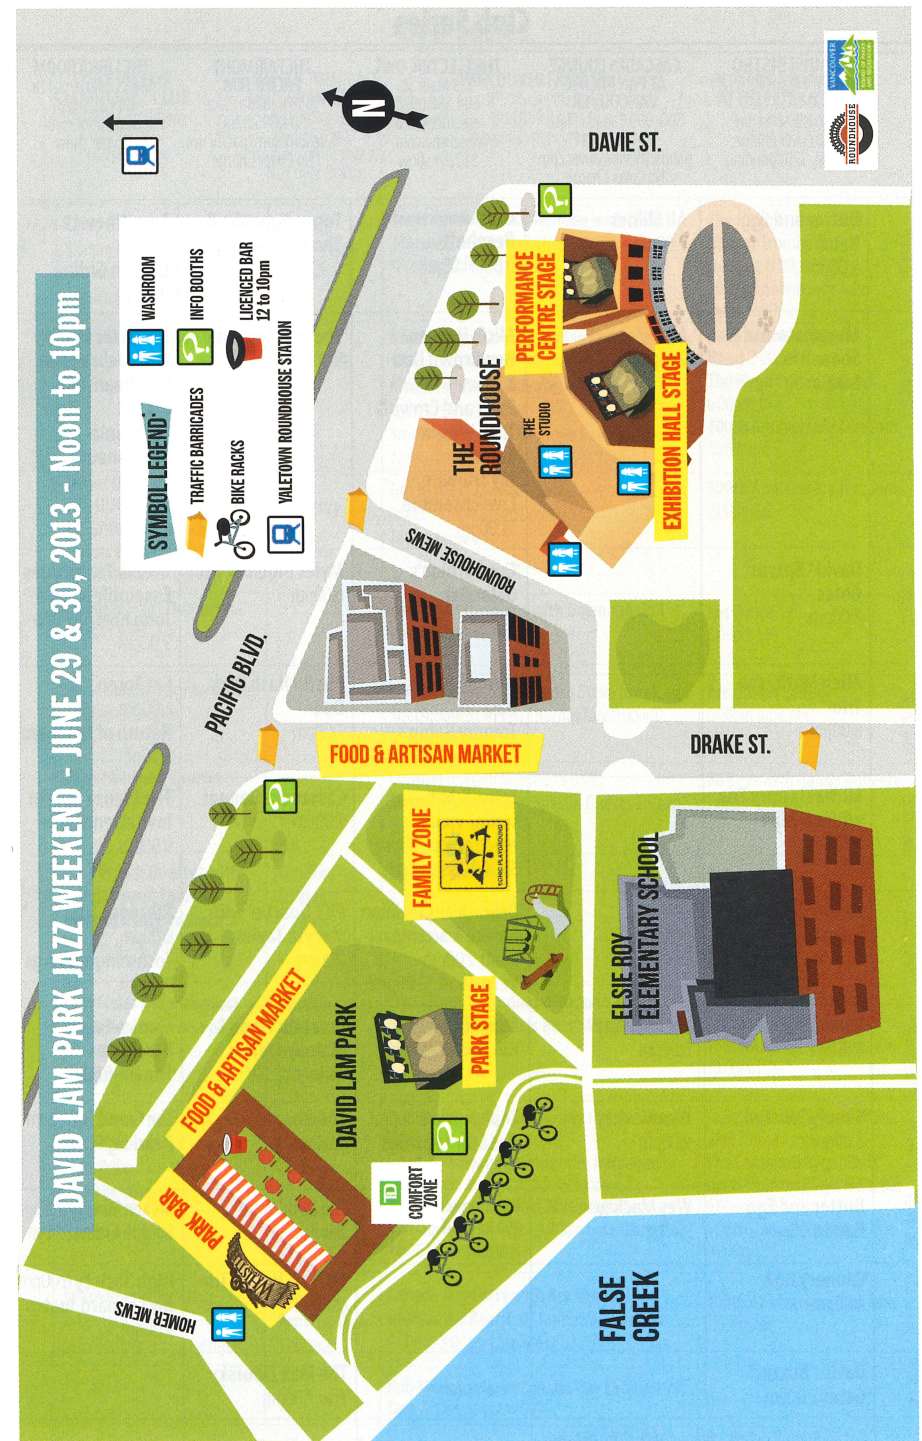 DAVID LAM PARK JAZZ WEEKEND - JUNE 29 & 30, 2013 - Noon to 10pm
SYMBOL LEGEND:
TRAFFIC BARRICADES
BIKE RACKS
YALETOWN ROUNDHOUSE STATION
WASHROOM
INFO BOOTHS
LICENCED BAR
12 to 10pm
N
DAVIE ST.
VANCOUVER
ROUNDHOUSE
PERFORMANCE
CENTRE STAGE
THE
ROUNDHOUSE
THE
STUDIO
EXHIBITION HALL STAGE
ROUNDHOUSE MEWS
PACIFIC BLVD.
FOOD & ARTISAN MARKET
DRAKE ST.
FAMILY ZONE
SONIC PLAYGROUND
ELSIE ROY
ELEMENTARY SCHOOL
FOOD & ARTISAN MARKET
DAVID LAM PARK
PARK STAGE
PARK BAR
WHISTLER
TD
COMFORT
ZONE
HOMER MEWS
FALSE
CREEK